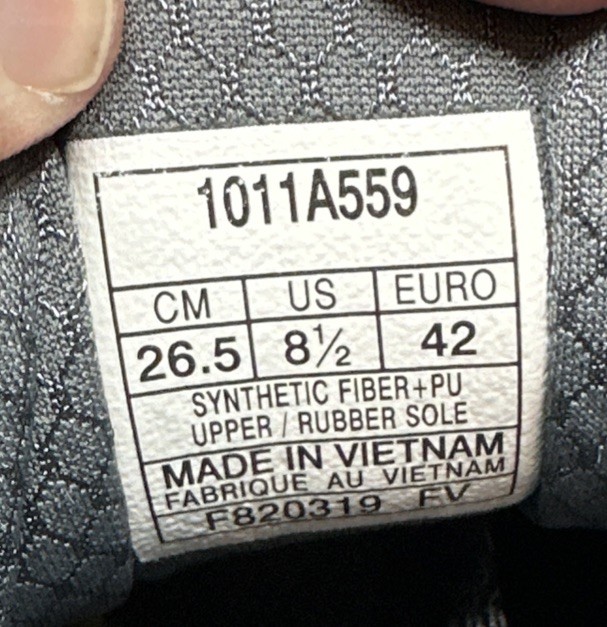 1011A559
CM US EURO
26.5 8½ 42
SYNTHETIC FIBER+PU
UPPER / RUBBER SOLE
MADE IN VIETNAM
FABRIQUE AU VIETNAM
F820319 FV